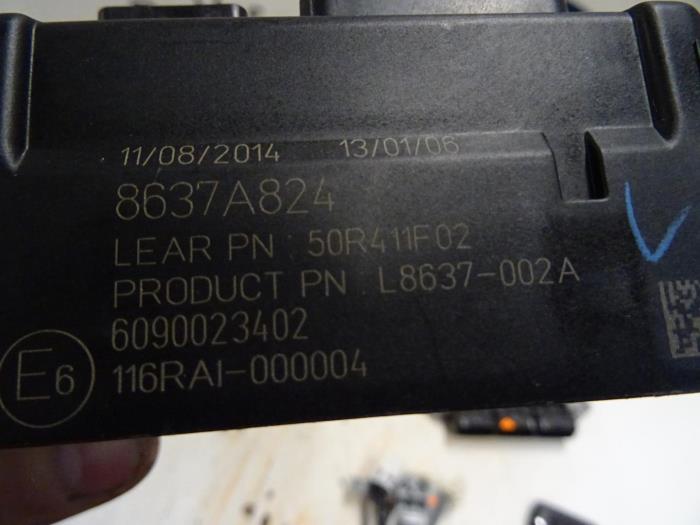 11/08/2014 13/01/06
8637A824
LEAR PN : 50R411F02
PRODUCT PN : L8637-002A
6090023402
E6 116RAI-000004